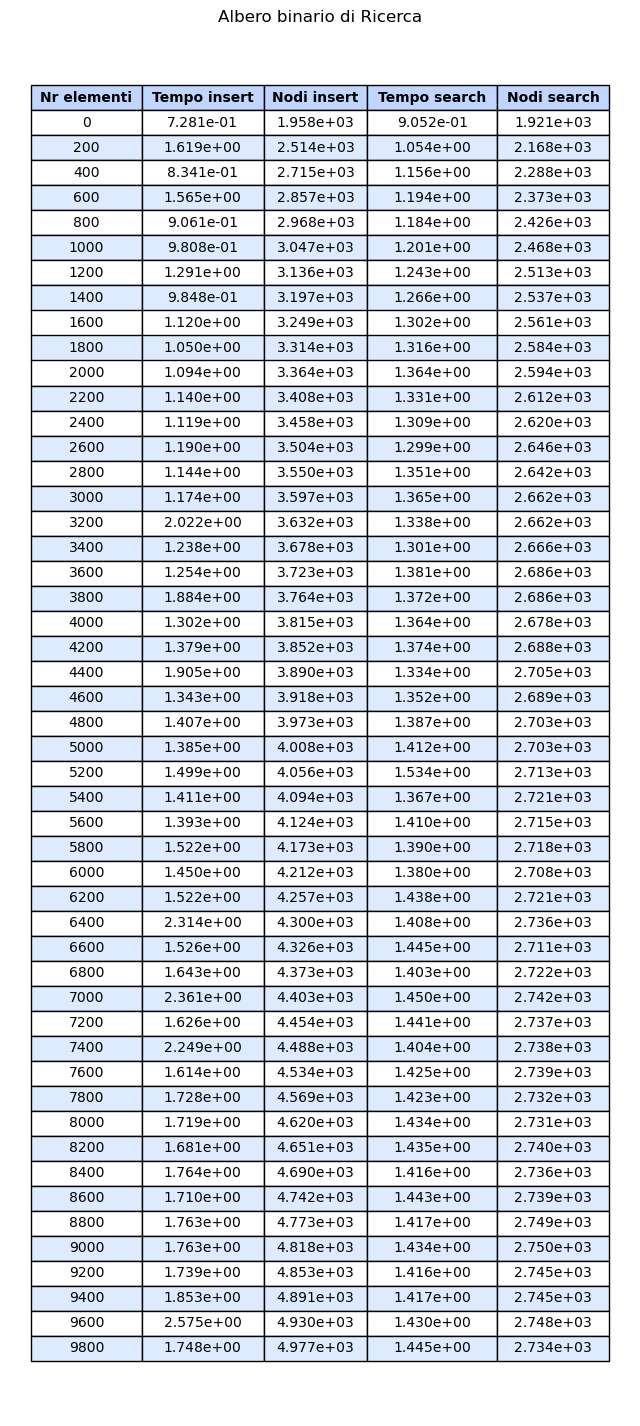 Albero binario di Ricerca
Nr elementi Tempo insert Nodi insert Tempo search Nodi search
0 7.281e-01 1.958e+03 9.052e-01 1.921e+03
200 1.619e+00 2.514e+03 1.054e+00 2.168e+03
400 8.341e-01 2.715e+03 1.156e+00 2.288e+03
600 1.565e+00 2.857e+03 1.194e+00 2.373e+03
800 9.061e-01 2.968e+03 1.184e+00 2.426e+03
1000 9.808e-01 3.047e+03 1.201e+00 2.468e+03
1200 1.291e+00 3.136e+03 1.243e+00 2.513e+03
1400 9.848e-01 3.197e+03 1.266e+00 2.537e+03
1600 1.120e+00 3.249e+03 1.302e+00 2.561e+03
1800 1.050e+00 3.314e+03 1.316e+00 2.584e+03
2000 1.094e+00 3.364e+03 1.364e+00 2.594e+03
2200 1.140e+00 3.408e+03 1.331e+00 2.612e+03
2400 1.119e+00 3.458e+03 1.309e+00 2.620e+03
2600 1.190e+00 3.504e+03 1.299e+00 2.646e+03
2800 1.144e+00 3.550e+03 1.351e+00 2.642e+03
3000 1.174e+00 3.597e+03 1.365e+00 2.662e+03
3200 2.022e+00 3.632e+03 1.338e+00 2.662e+03
3400 1.238e+00 3.678e+03 1.301e+00 2.666e+03
3600 1.254e+00 3.723e+03 1.381e+00 2.686e+03
3800 1.884e+00 3.764e+03 1.372e+00 2.686e+03
4000 1.302e+00 3.815e+03 1.364e+00 2.678e+03
4200 1.379e+00 3.852e+03 1.374e+00 2.688e+03
4400 1.905e+00 3.890e+03 1.334e+00 2.705e+03
4600 1.343e+00 3.918e+03 1.352e+00 2.689e+03
4800 1.407e+00 3.973e+03 1.387e+00 2.703e+03
5000 1.385e+00 4.008e+03 1.412e+00 2.703e+03
5200 1.499e+00 4.056e+03 1.534e+00 2.713e+03
5400 1.411e+00 4.094e+03 1.367e+00 2.721e+03
5600 1.393e+00 4.124e+03 1.410e+00 2.715e+03
5800 1.522e+00 4.173e+03 1.390e+00 2.718e+03
6000 1.450e+00 4.212e+03 1.380e+00 2.708e+03
6200 1.522e+00 4.257e+03 1.438e+00 2.721e+03
6400 2.314e+00 4.300e+03 1.408e+00 2.736e+03
6600 1.526e+00 4.326e+03 1.445e+00 2.711e+03
6800 1.643e+00 4.373e+03 1.403e+00 2.722e+03
7000 2.361e+00 4.403e+03 1.450e+00 2.742e+03
7200 1.626e+00 4.454e+03 1.441e+00 2.737e+03
7400 2.249e+00 4.488e+03 1.404e+00 2.738e+03
7600 1.614e+00 4.534e+03 1.425e+00 2.739e+03
7800 1.728e+00 4.569e+03 1.423e+00 2.732e+03
8000 1.719e+00 4.620e+03 1.434e+00 2.731e+03
8200 1.681e+00 4.651e+03 1.435e+00 2.740e+03
8400 1.764e+00 4.690e+03 1.416e+00 2.736e+03
8600 1.710e+00 4.742e+03 1.443e+00 2.739e+03
8800 1.763e+00 4.773e+03 1.417e+00 2.749e+03
9000 1.763e+00 4.818e+03 1.434e+00 2.750e+03
9200 1.739e+00 4.853e+03 1.416e+00 2.745e+03
9400 1.853e+00 4.891e+03 1.417e+00 2.745e+03
9600 2.575e+00 4.930e+03 1.430e+00 2.748e+03
9800 1.748e+00 4.977e+03 1.445e+00 2.734e+03